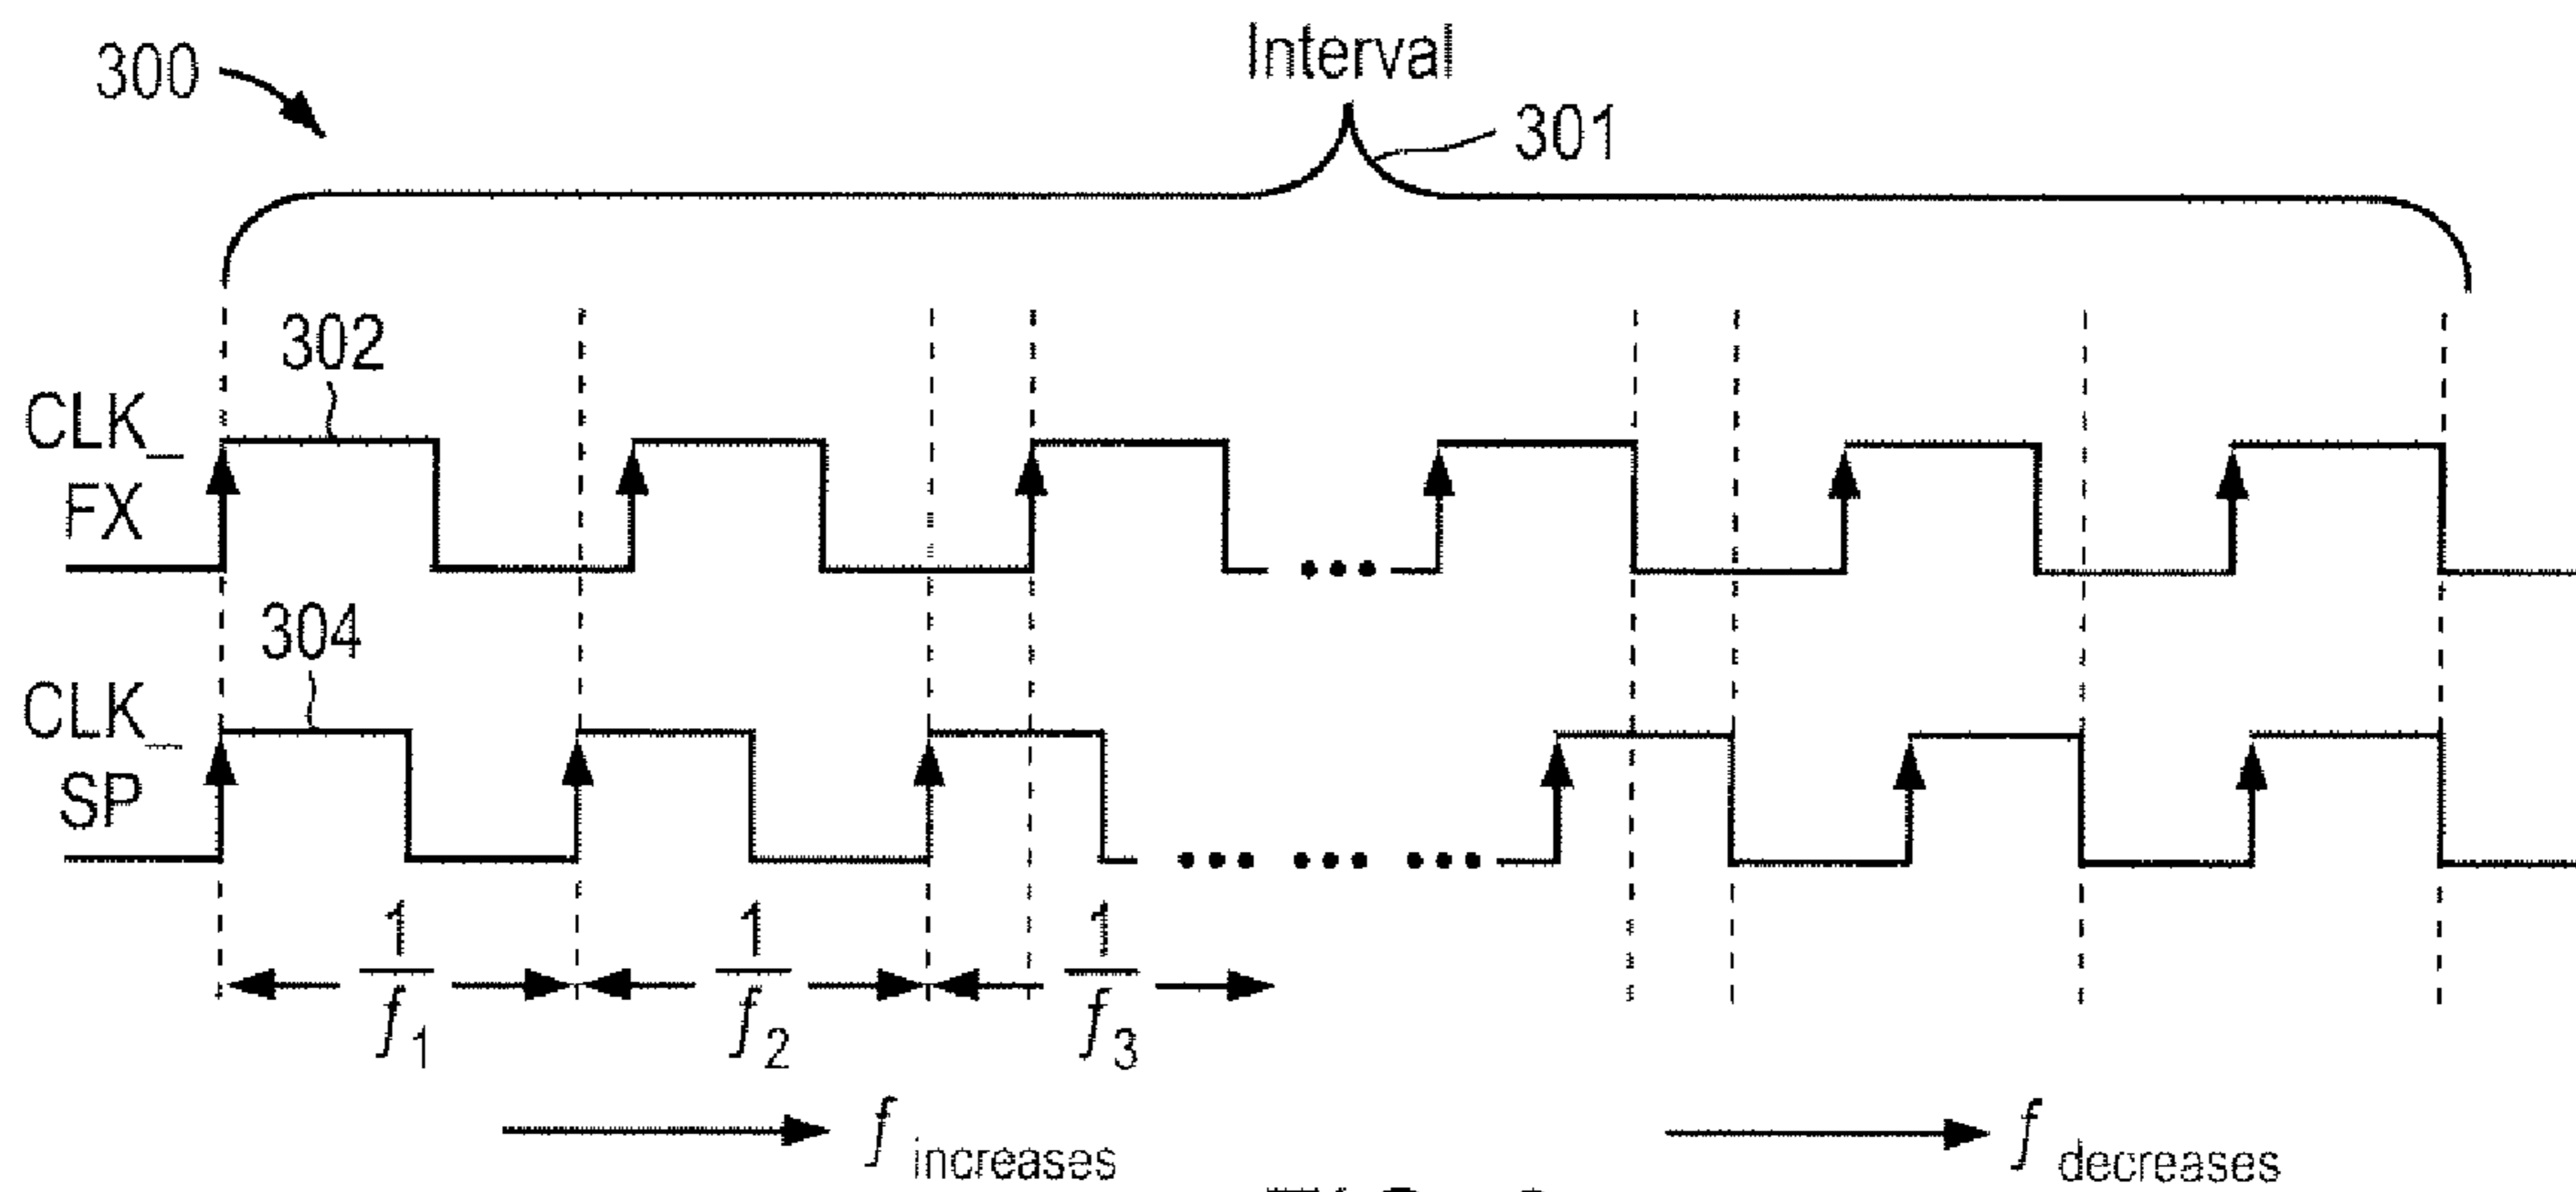 Interval
300
301
302
CLK_
FX
304
CLK_
SP
1 1 1
f1 f2 f3
f increases f decreases